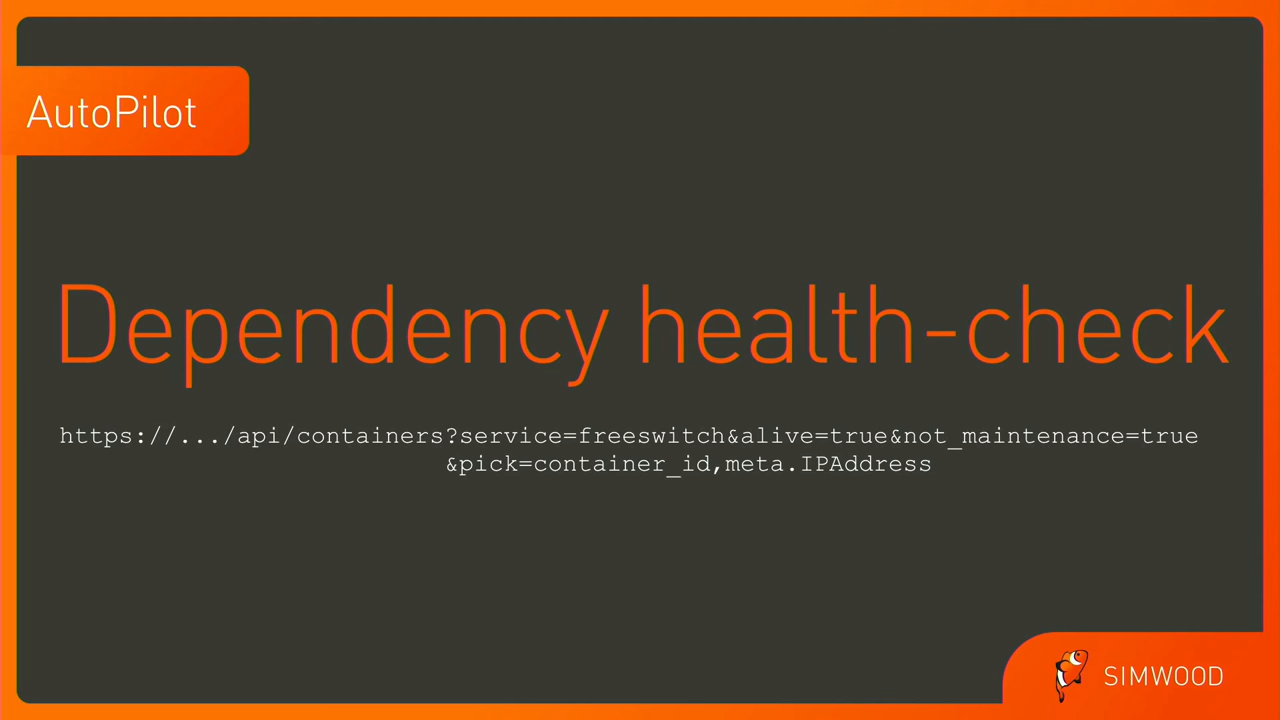 AutoPilot
Dependency health-check
https://.../api/containers?service=freeswitch&alive=true&not_maintenance=true
&pick=container_id,meta.IPAddress
SIMWOOD